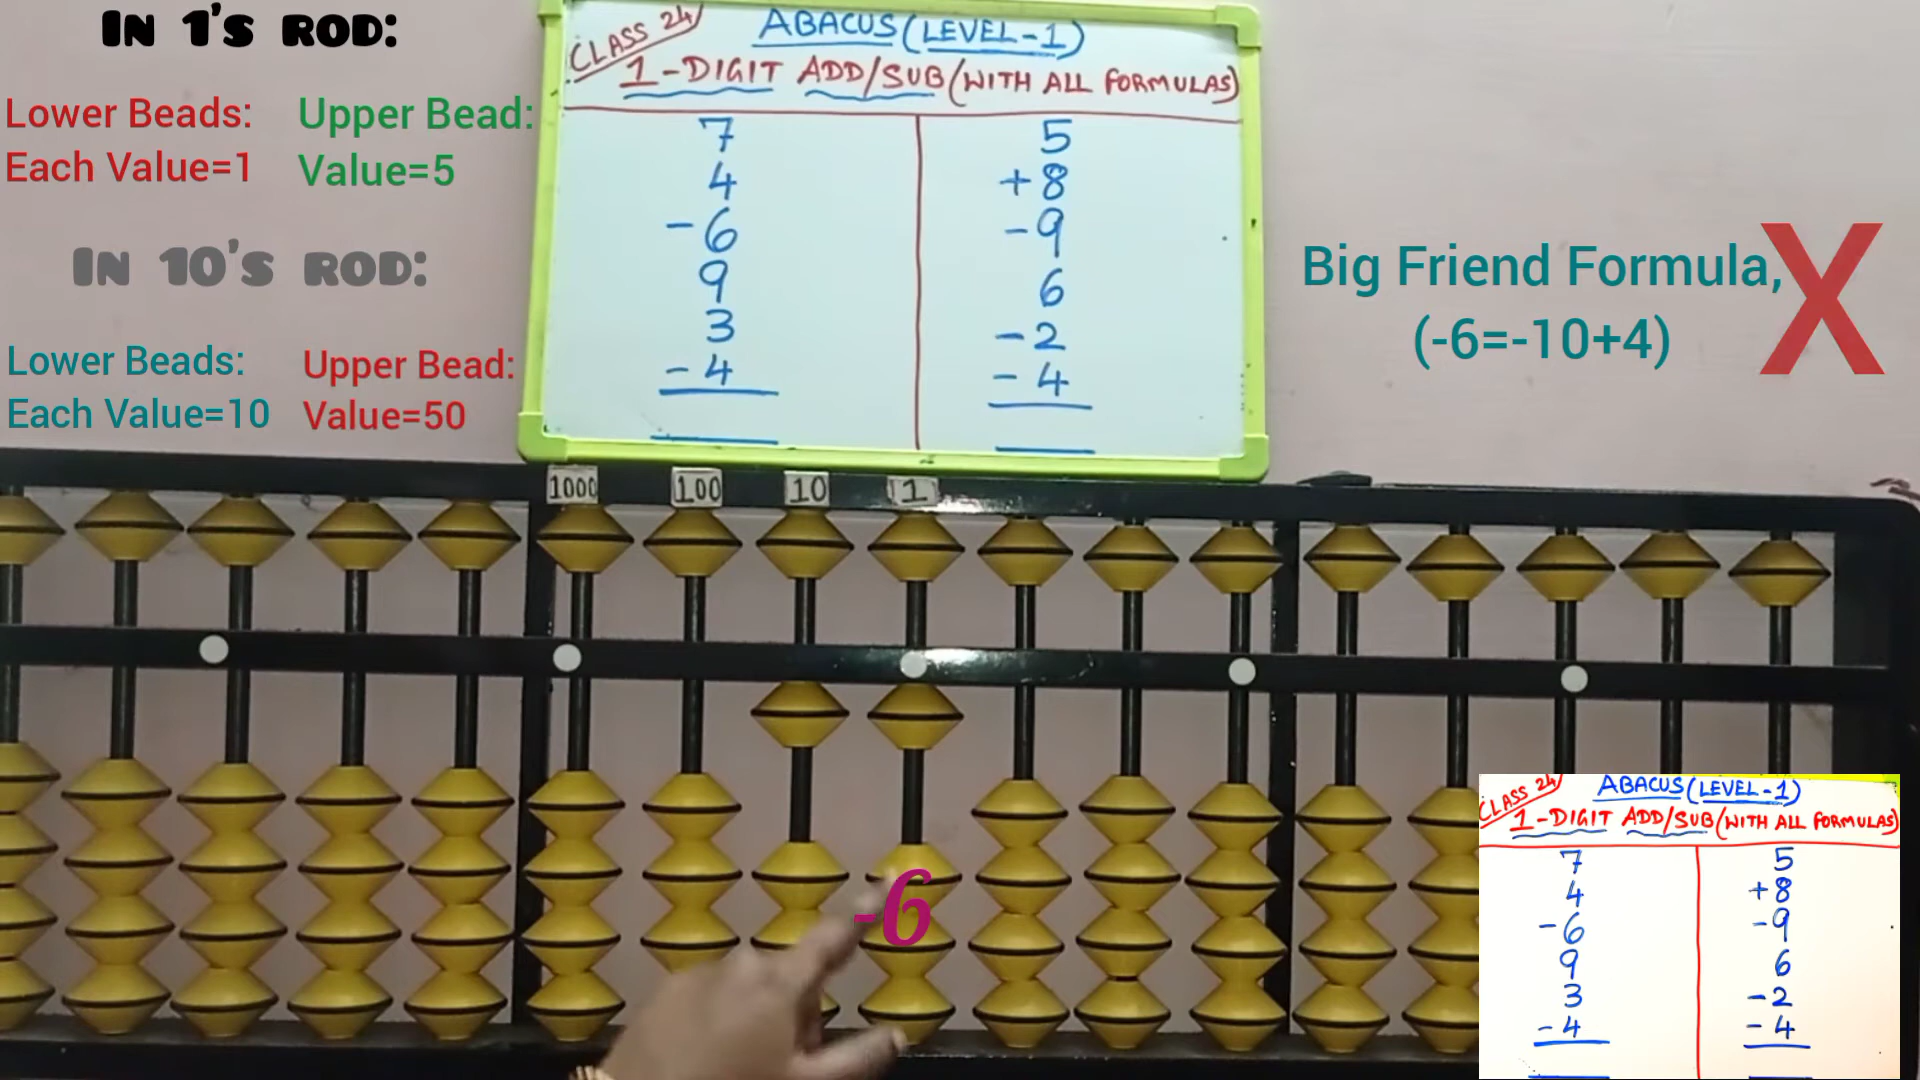 IN 1'S ROD:
Lower Beads:
Each Value=1
Upper Bead:
Value=5
IN 10'S ROD:
Lower Beads:
Each Value=10
Upper Bead:
Value=50
CLASS 24
ABACUS (LEVEL-1)
1-DIGIT ADD/SUB (WITH ALL FORMULAS)
7
4
-6
9
3
-4
5
+8
-9
6
-2
-4
Big Friend Formula,
(-6=-10+4)
X
1000
100
10
1
-6
CLASS 24
ABACUS (LEVEL-1)
1-DIGIT ADD/SUB (WITH ALL FORMULAS)
7
4
-6
9
3
-4
5
+8
-9
6
-2
-4